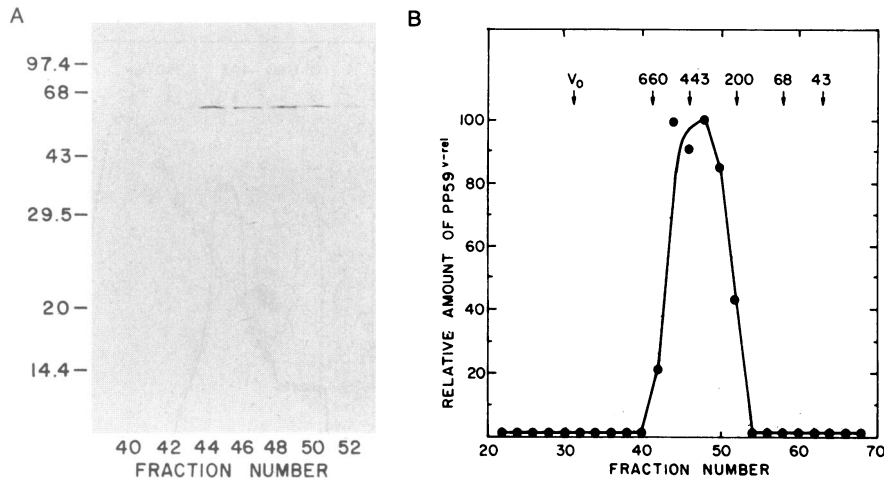 A
97.4
68
43
29.5
20
14.4
40 42 44 46 48 50 52
FRACTION NUMBER
B
V₀ 660 443 200 68 43
100
80
60
40
20
RELATIVE AMOUNT OF PP59 v-rel
20 30 40 50 60 70
FRACTION NUMBER